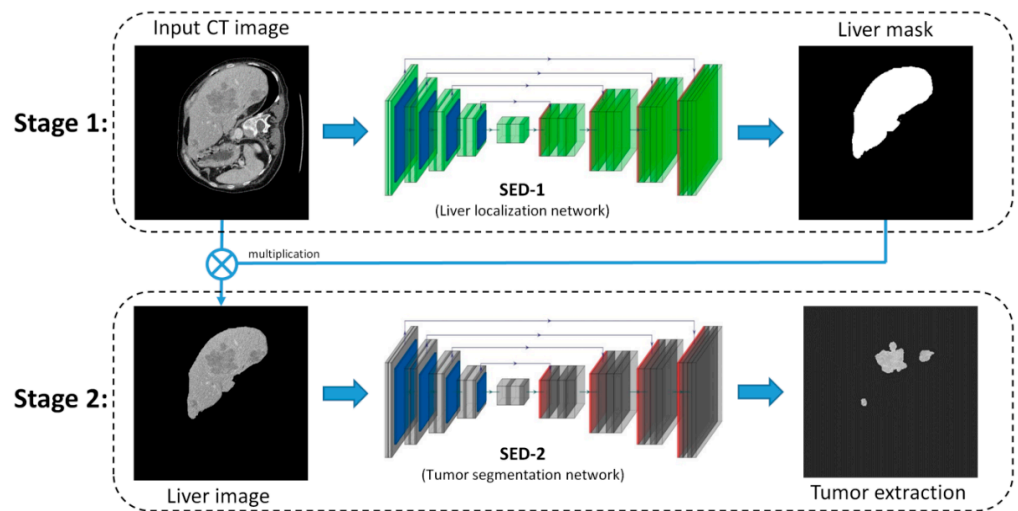 Input CT image
Liver mask
Stage 1:
SED-1
(Liver localization network)
multiplication
Stage 2:
SED-2
(Tumor segmentation network)
Liver image
Tumor extraction